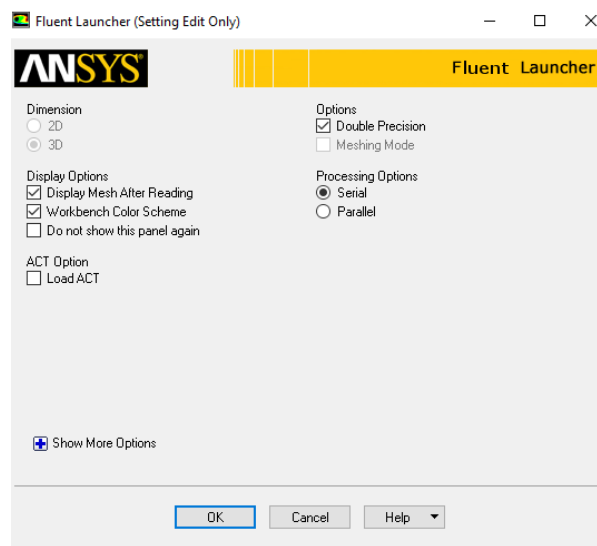 Fluent Launcher (Setting Edit Only)
ANSYS
Fluent Launcher
Dimension
2D
3D
Display Options
Display Mesh After Reading
Workbench Color Scheme
Do not show this panel again
ACT Option
Load ACT
Options
Double Precision
Meshing Mode
Processing Options
Serial
Parallel
Show More Options
OK Cancel Help